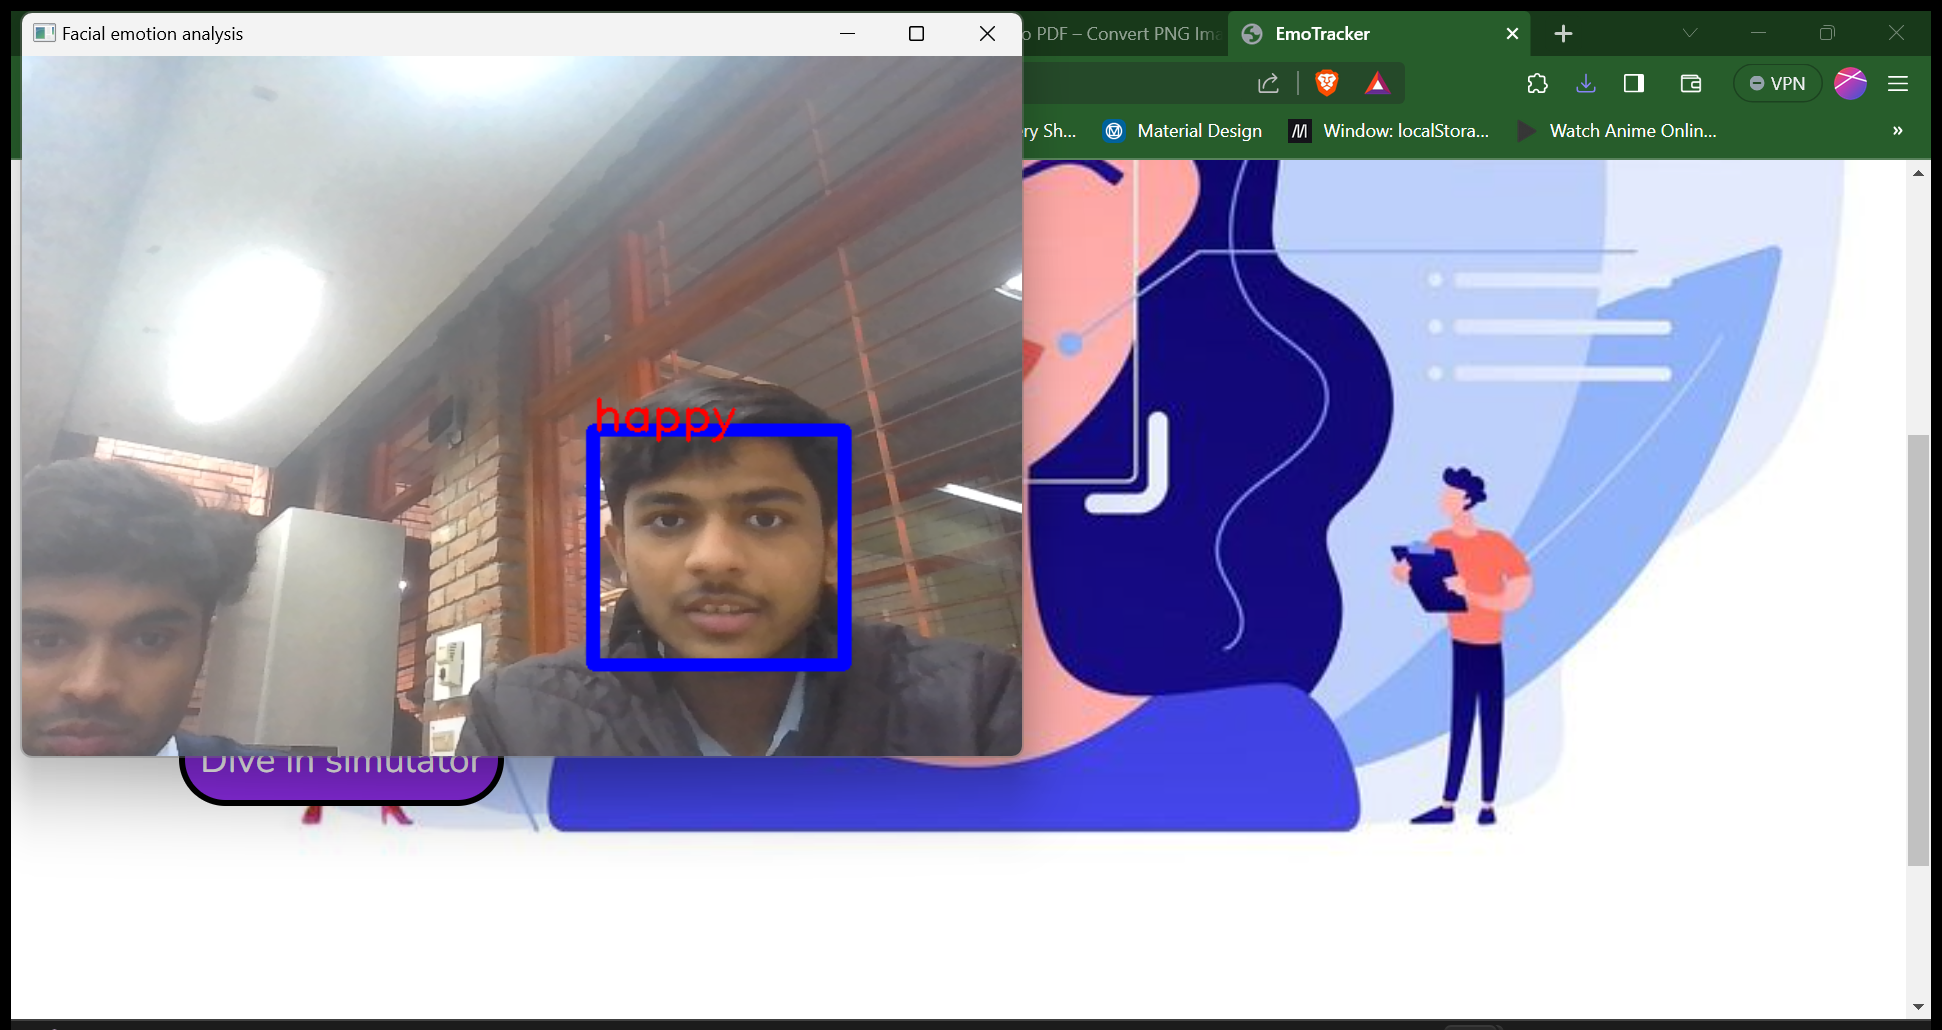 Facial emotion analysis
o PDF – Convert PNG Ima
EmoTracker
VPN
ry Sh...
Material Design
Window: localStora...
Watch Anime Onlin...
»
happy
Dive in simulator